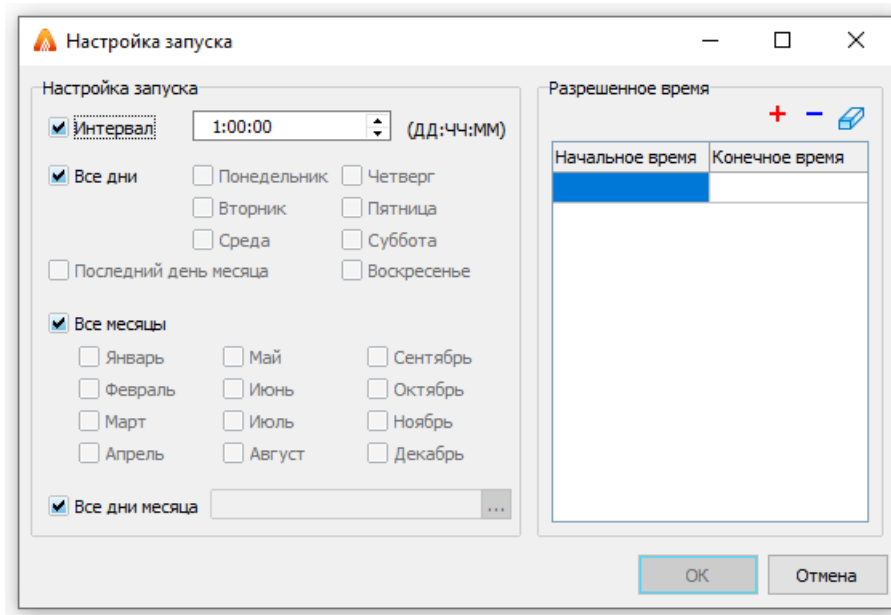 Настройка запуска
Настройка запуска
Интервал 1:00:00 (ДД:ЧЧ:ММ)
Все дни Понедельник Четверг
Вторник Пятница
Среда Суббота
Последний день месяца Воскресенье
Все месяцы
Январь Май Сентябрь
Февраль Июнь Октябрь
Март Июль Ноябрь
Апрель Август Декабрь
Все дни месяца ...
Разрешенное время
Начальное время Конечное время
ОК Отмена